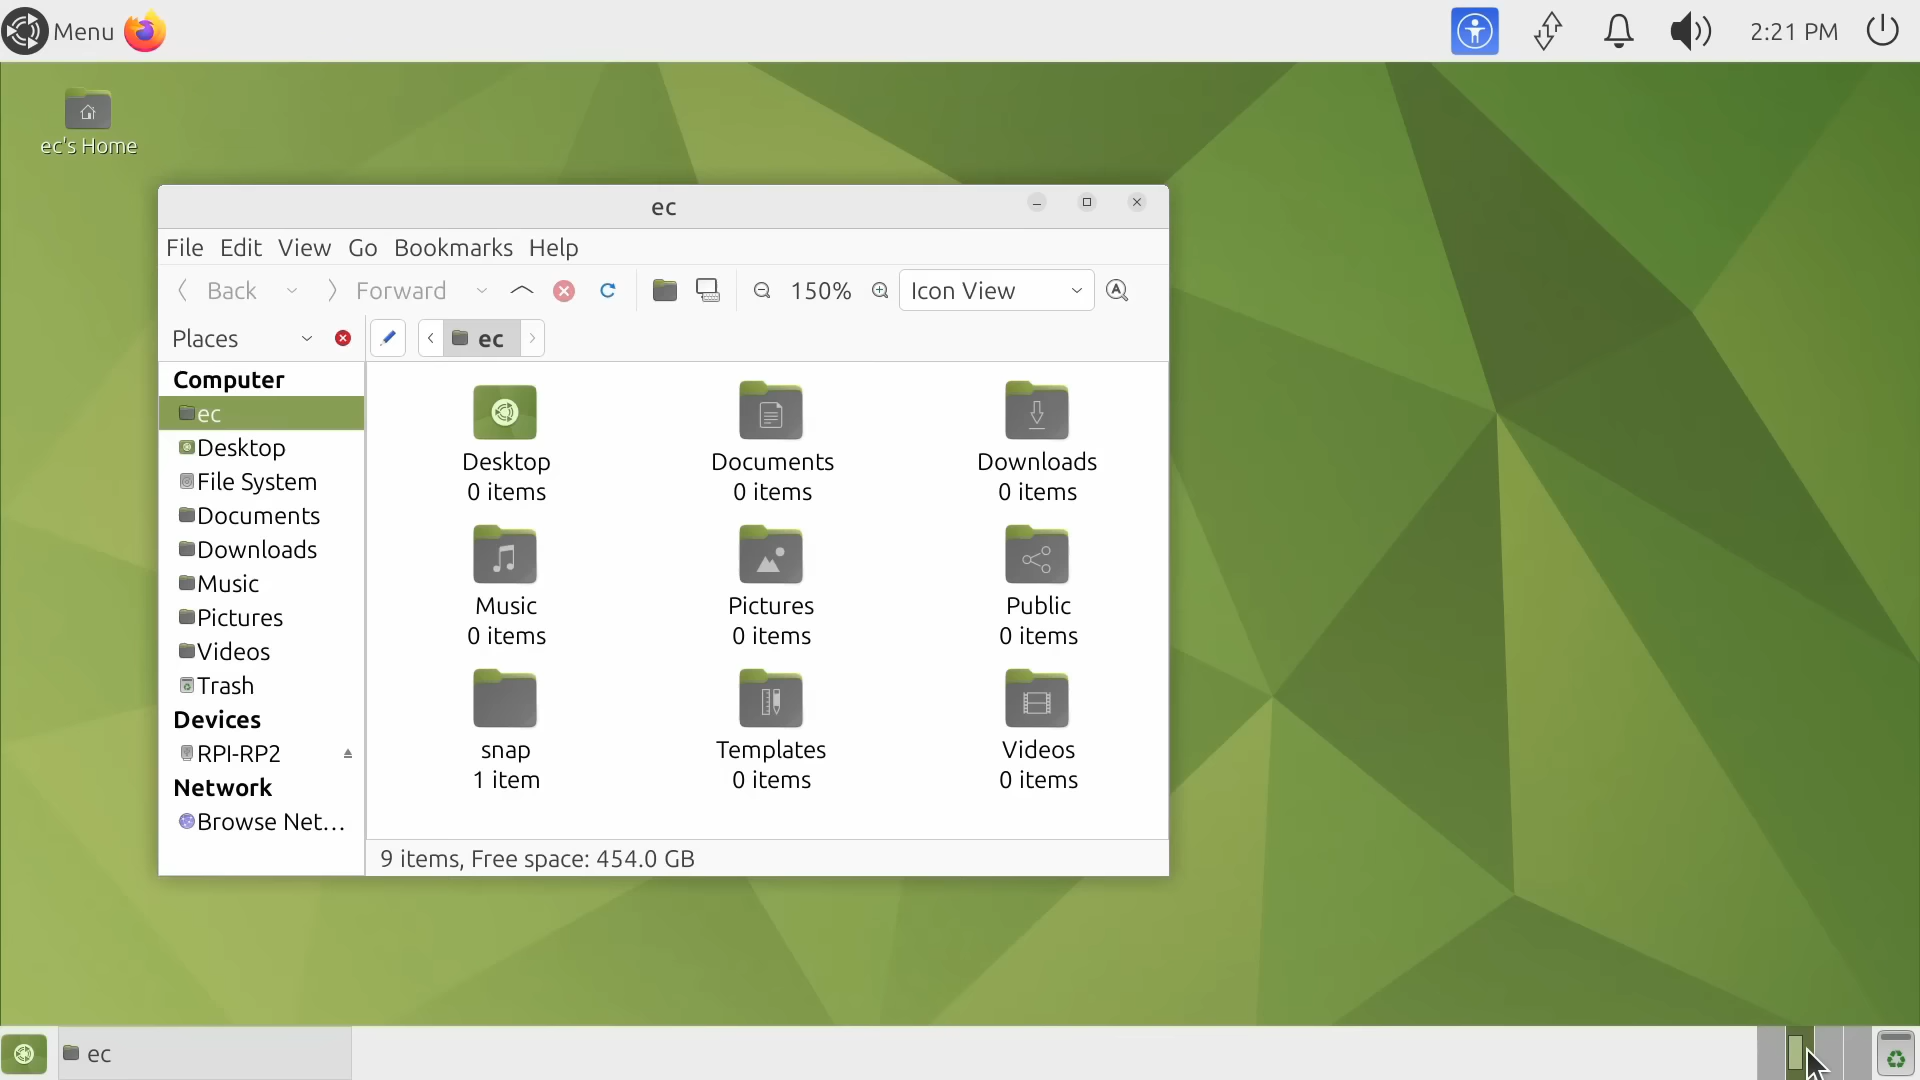 Menu
2:21 PM
ec's Home
ec
File Edit View Go Bookmarks Help
Back Forward 150% Icon View
Places ec
Computer
ec
Desktop
File System
Documents
Downloads
Music
Pictures
Videos
Trash
Devices
RPI-RP2
Network
Browse Net…
Desktop
0 items
Documents
0 items
Downloads
0 items
Music
0 items
Pictures
0 items
Public
0 items
snap
1 item
Templates
0 items
Videos
0 items
9 items, Free space: 454.0 GB
ec